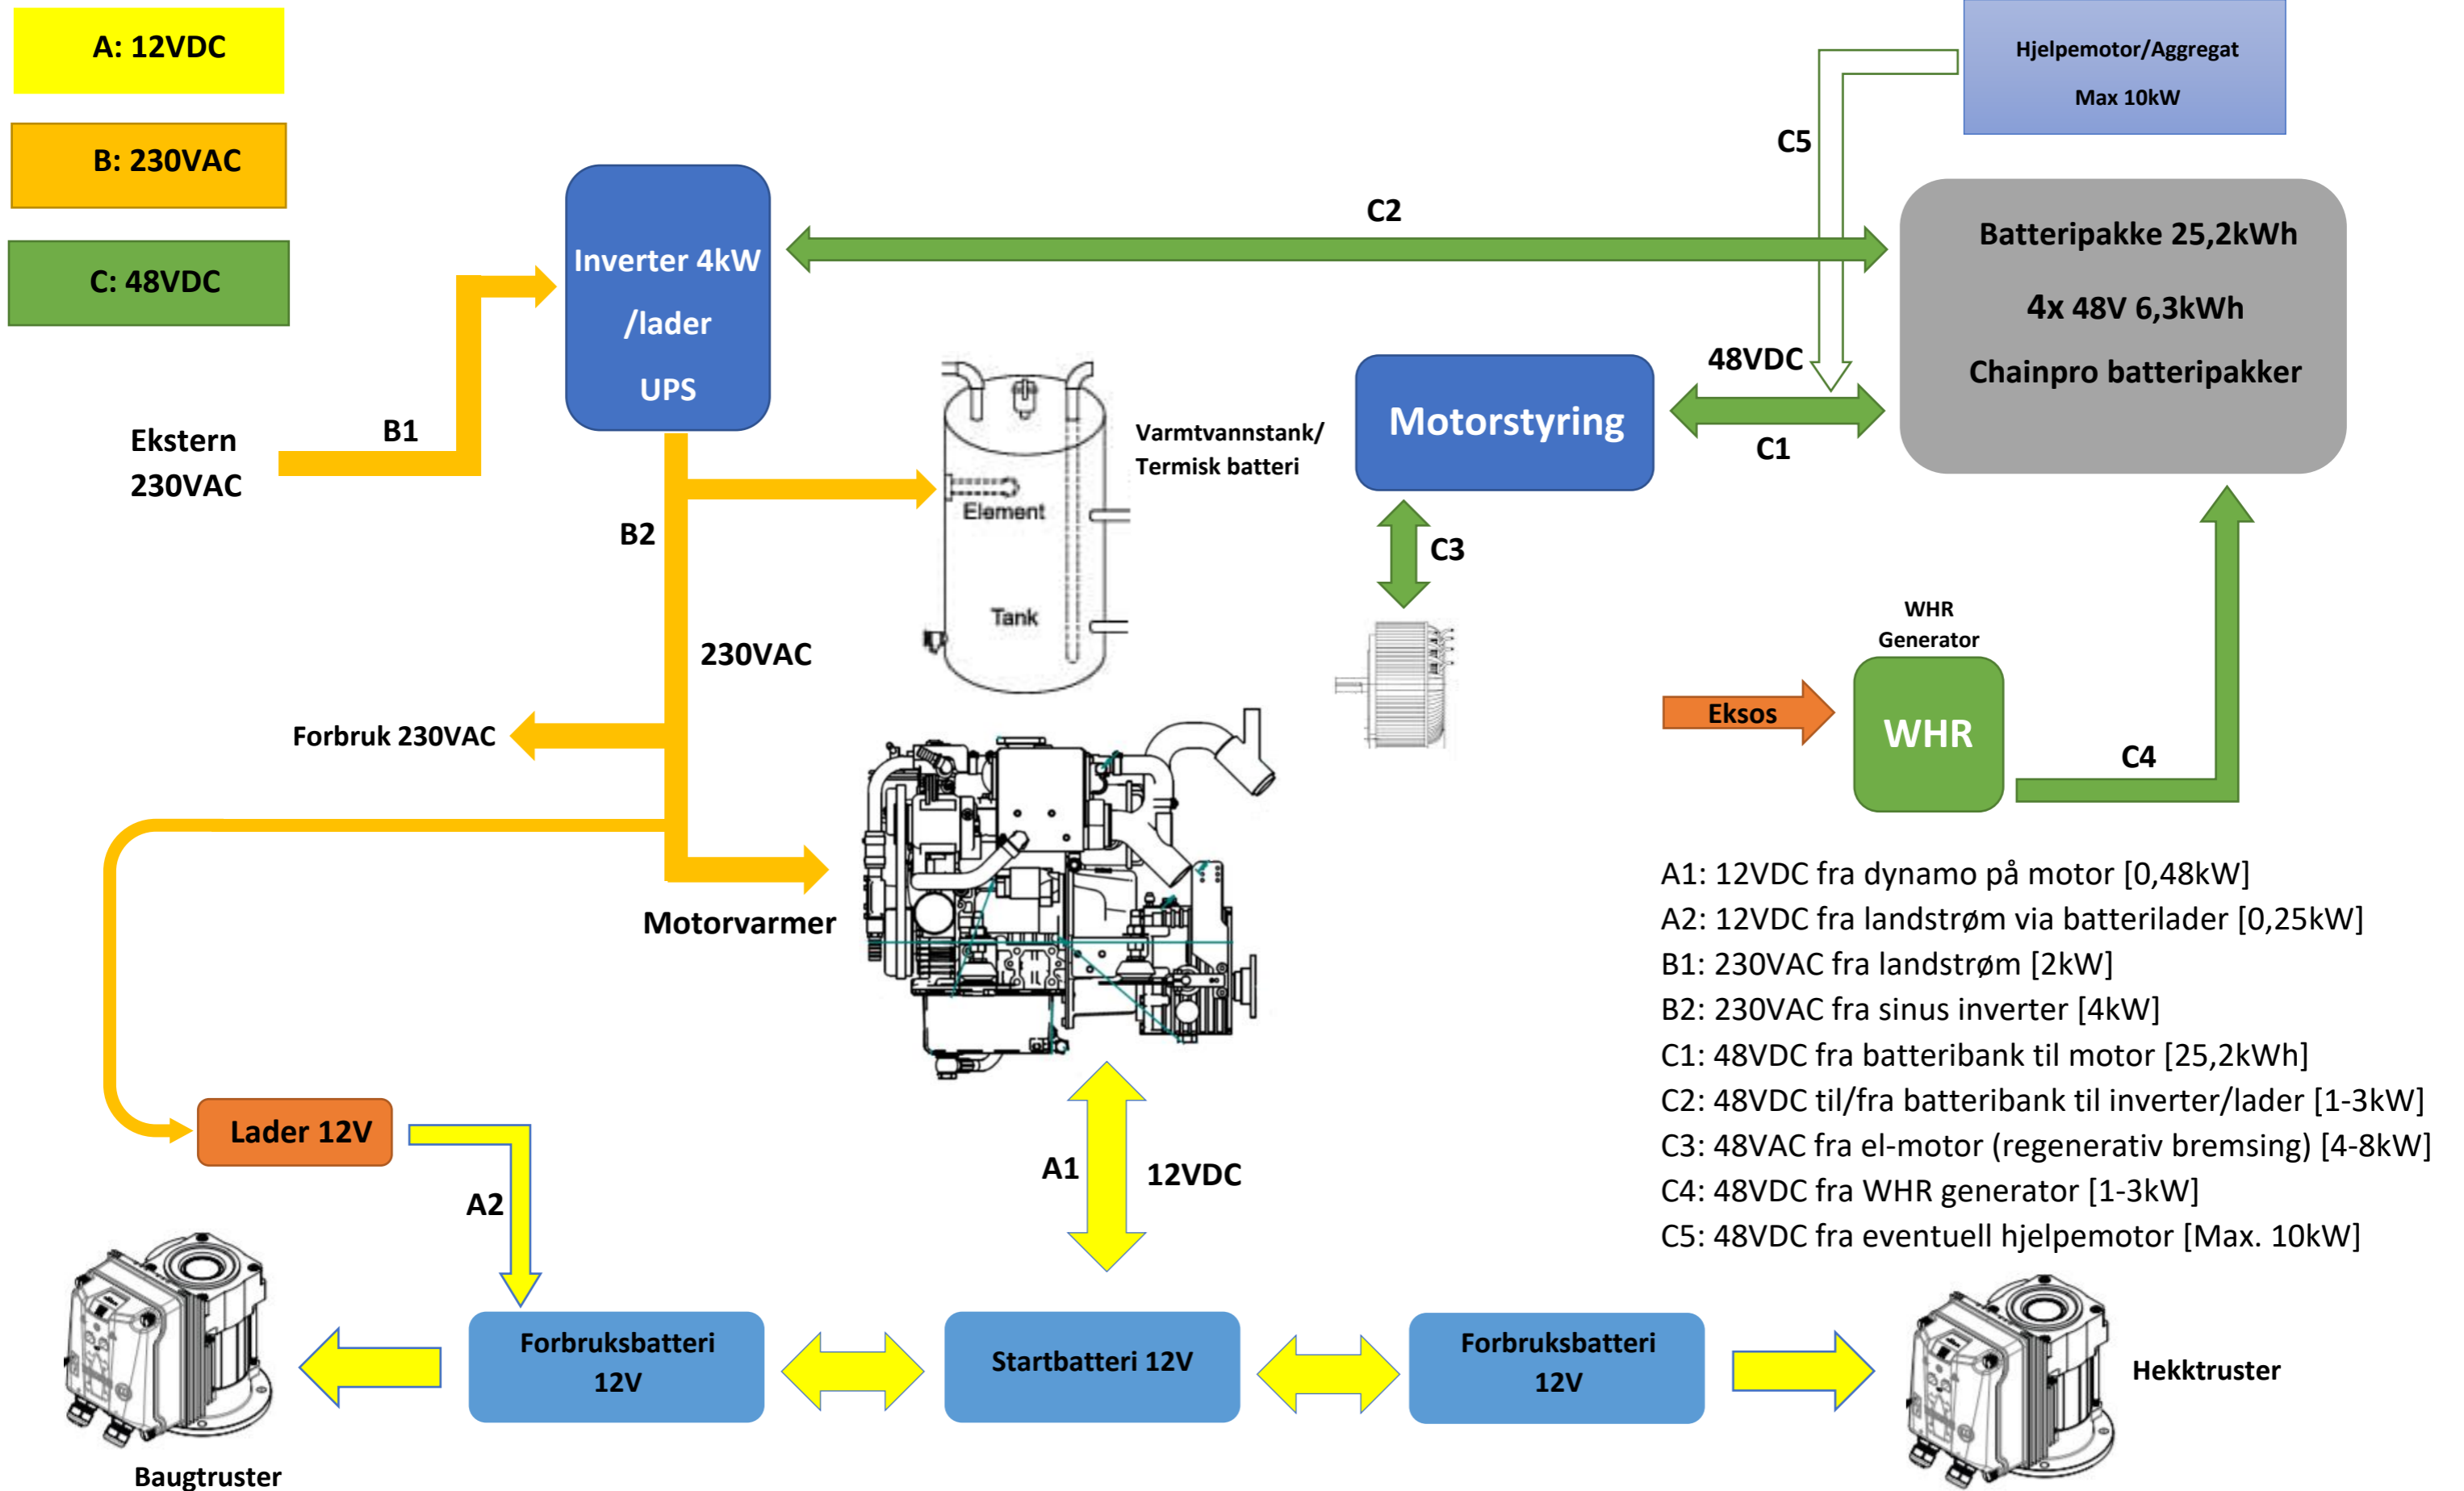 A: 12VDC
B: 230VAC
C: 48VDC
Hjelpemotor/Aggregat
Max 10kW
C5
C2
Inverter 4kW
/lader
UPS
Batteripakke 25,2kWh
4x 48V 6,3kWh
Chainpro batteripakker
Ekstern
230VAC
B1
Varmtvannstank/
Termisk batteri
Element
Tank
Motorstyring
48VDC
C1
C3
B2
230VAC
Forbruk 230VAC
Motorvarmer
WHR
Generator
Eksos
WHR
C4
A1: 12VDC fra dynamo på motor [0,48kW]
A2: 12VDC fra landstrøm via batterilader [0,25kW]
B1: 230VAC fra landstrøm [2kW]
B2: 230VAC fra sinus inverter [4kW]
C1: 48VDC fra batteribank til motor [25,2kWh]
C2: 48VDC til/fra batteribank til inverter/lader [1-3kW]
C3: 48VAC fra el-motor (regenerativ bremsing) [4-8kW]
C4: 48VDC fra WHR generator [1-3kW]
C5: 48VDC fra eventuell hjelpemotor [Max. 10kW]
Lader 12V
A2
A1
12VDC
Baugtruster
Forbruksbatteri
12V
Startbatteri 12V
Forbruksbatteri
12V
Hekktruster